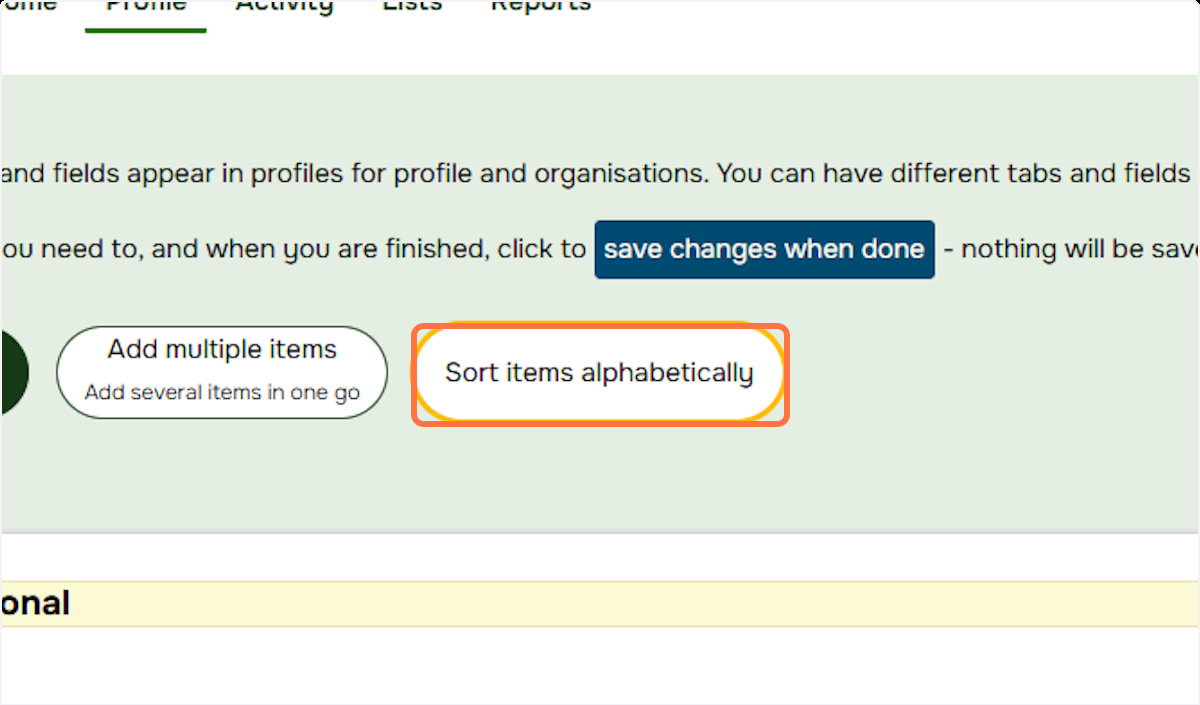 Profile Activity Lists Reports
and fields appear in profiles for profile and organisations. You can have different tabs and fields
ou need to, and when you are finished, click to save changes when done - nothing will be sav
Add multiple items
Add several items in one go
Sort items alphabetically
onal